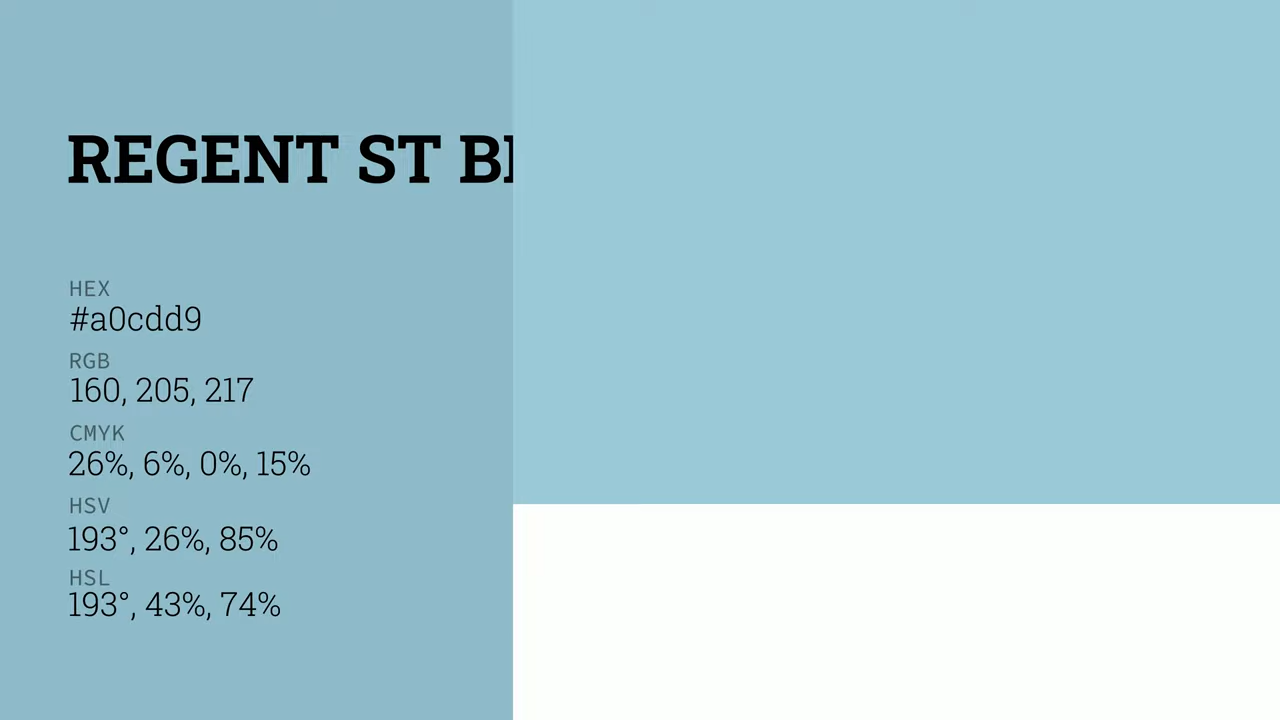 REGENT ST B
HEX
#a0cdd9
RGB
160, 205, 217
CMYK
26%, 6%, 0%, 15%
HSV
193°, 26%, 85%
HSL
193°, 43%, 74%